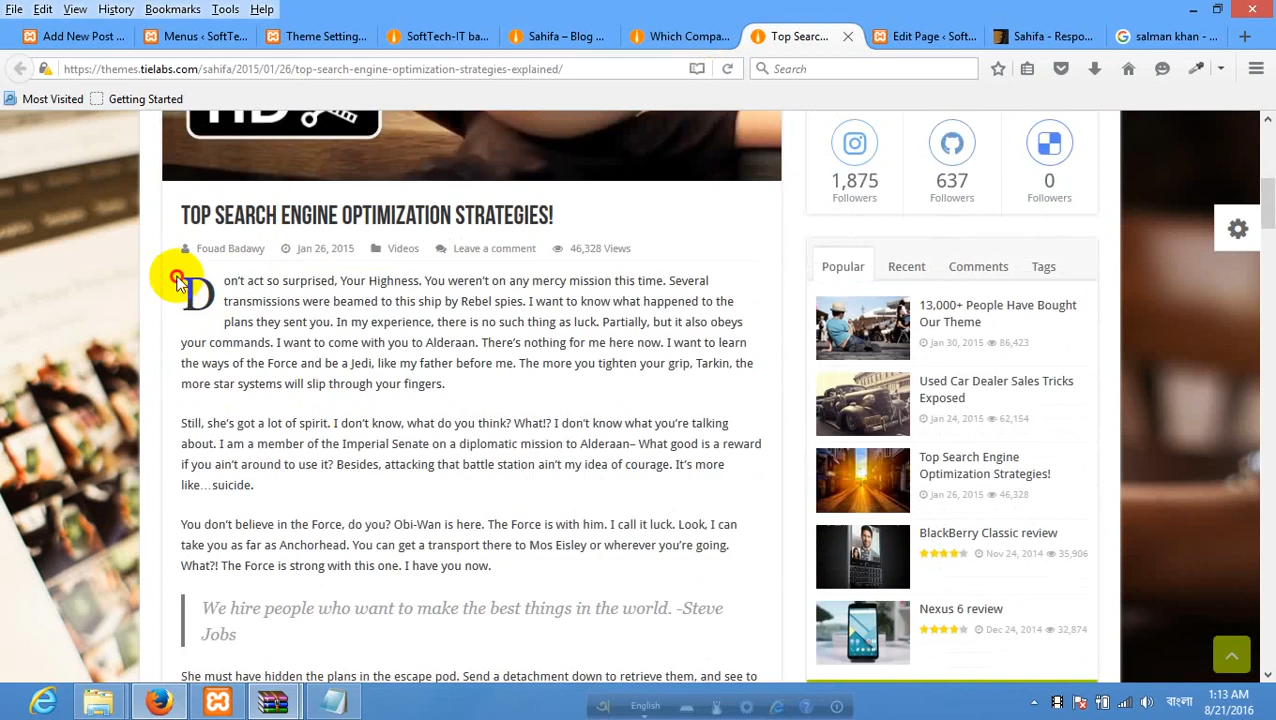 File Edit View History Bookmarks Tools Help
Add New Post ... Menus ‹ SoftTe... Theme Setting... SoftTech-IT ba... Sahifa – Blog ... Which Compa... Top Searc... Edit Page ‹ Soft... Sahifa - Respo... salman khan - ...
https://themes.tielabs.com/sahifa/2015/01/26/top-search-engine-optimization-strategies-explained/ Search
Most Visited Getting Started
HD
1,875 637 0
Followers Followers Followers
TOP SEARCH ENGINE OPTIMIZATION STRATEGIES!
Fouad Badawy Jan 26, 2015 Videos Leave a comment 46,328 Views
Don't act so surprised, Your Highness. You weren't on any mercy mission this time. Several
transmissions were beamed to this ship by Rebel spies. I want to know what happened to the
plans they sent you. In my experience, there is no such thing as luck. Partially, but it also obeys
your commands. I want to come with you to Alderaan. There's nothing for me here now. I want to learn
the ways of the Force and be a Jedi, like my father before me. The more you tighten your grip, Tarkin, the
more star systems will slip through your fingers.
Still, she's got a lot of spirit. I don't know, what do you think? What!? I don't know what you're talking
about. I am a member of the Imperial Senate on a diplomatic mission to Alderaan– What good is a reward
if you ain't around to use it? Besides, attacking that battle station ain't my idea of courage. It's more
like…suicide.
You don't believe in the Force, do you? Obi-Wan is here. The Force is with him. I call it luck. Look, I can
take you as far as Anchorhead. You can get a transport there to Mos Eisley or wherever you're going.
What?! The Force is strong with this one. I have you now.
We hire people who want to make the best things in the world. -Steve
Jobs
She must have hidden the plans in the escape pod. Send a detachment down to retrieve them, and see to
Popular Recent Comments Tags
13,000+ People Have Bought
Our Theme
Jan 30, 2015 86,423
Used Car Dealer Sales Tricks
Exposed
Jan 24, 2015 62,154
Top Search Engine
Optimization Strategies!
Jan 26, 2015 46,328
BlackBerry Classic review
Nov 24, 2014 35,906
Nexus 6 review
Dec 24, 2014 32,874
English
বাংলা
1:13 AM
8/21/2016